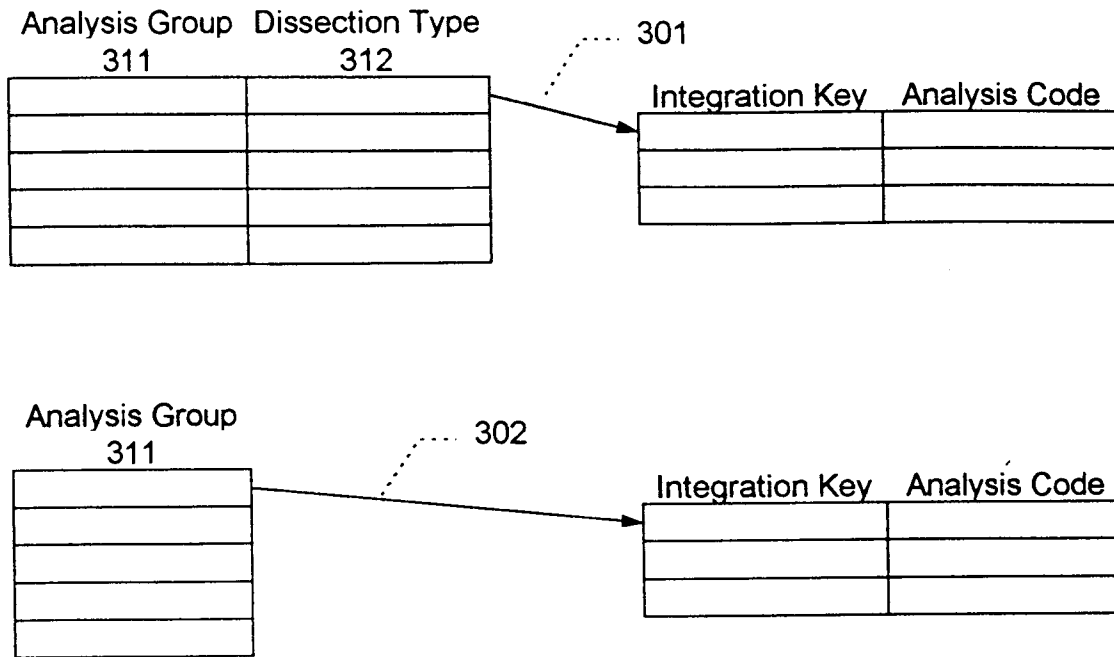 Analysis Group Dissection Type
311 312
301
Integration Key Analysis Code
Analysis Group
311
302
Integration Key Analysis Code